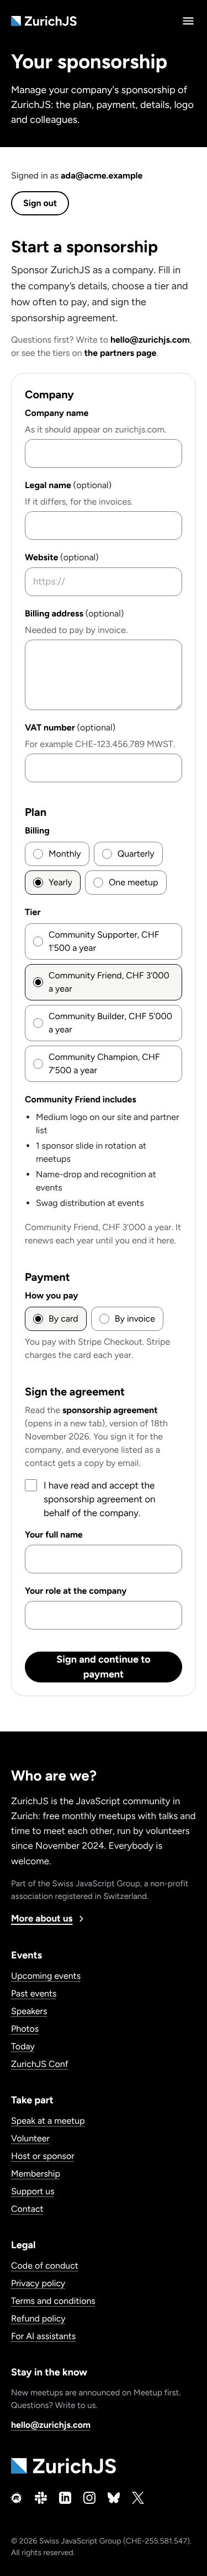 ZurichJS
Your sponsorship
Manage your company's sponsorship of
ZurichJS: the plan, payment, details, logo
and colleagues.
Signed in as ada@acme.example
Sign out
Start a sponsorship
Sponsor ZurichJS as a company. Fill in
the company's details, choose a tier and
how often to pay, and sign the
sponsorship agreement.
Questions first? Write to hello@zurichjs.com,
or see the tiers on the partners page.
Company
Company name
As it should appear on zurichjs.com.
Legal name (optional)
If it differs, for the invoices.
Website (optional)
https://
Billing address (optional)
Needed to pay by invoice.
VAT number (optional)
For example CHE-123.456.789 MWST.
Plan
Billing
Monthly
Quarterly
Yearly
One meetup
Tier
Community Supporter, CHF
1'500 a year
Community Friend, CHF 3'000
a year
Community Builder, CHF 5'000
a year
Community Champion, CHF
7'500 a year
Community Friend includes
• Medium logo on our site and partner
list
• 1 sponsor slide in rotation at
meetups
• Name-drop and recognition at
events
• Swag distribution at events
Community Friend, CHF 3'000 a year. It
renews each year until you end it here.
Payment
How you pay
By card
By invoice
You pay with Stripe Checkout. Stripe
charges the card each year.
Sign the agreement
Read the sponsorship agreement
(opens in a new tab), version of 18th
November 2026. You sign it for the
company, and everyone listed as a
contact gets a copy by email.
I have read and accept the
sponsorship agreement on
behalf of the company.
Your full name
Your role at the company
Sign and continue to
payment
Who are we?
ZurichJS is the JavaScript community in
Zurich: free monthly meetups with talks and
time to meet each other, run by volunteers
since November 2024. Everybody is
welcome.
Part of the Swiss JavaScript Group, a non-profit
association registered in Switzerland.
More about us
Events
Upcoming events
Past events
Speakers
Photos
Today
ZurichJS Conf
Take part
Speak at a meetup
Volunteer
Host or sponsor
Membership
Support us
Contact
Legal
Code of conduct
Privacy policy
Terms and conditions
Refund policy
For AI assistants
Stay in the know
New meetups are announced on Meetup first.
Questions? Write to us.
hello@zurichjs.com
ZurichJS
© 2026 Swiss JavaScript Group (CHE-255.581.547).
All rights reserved.